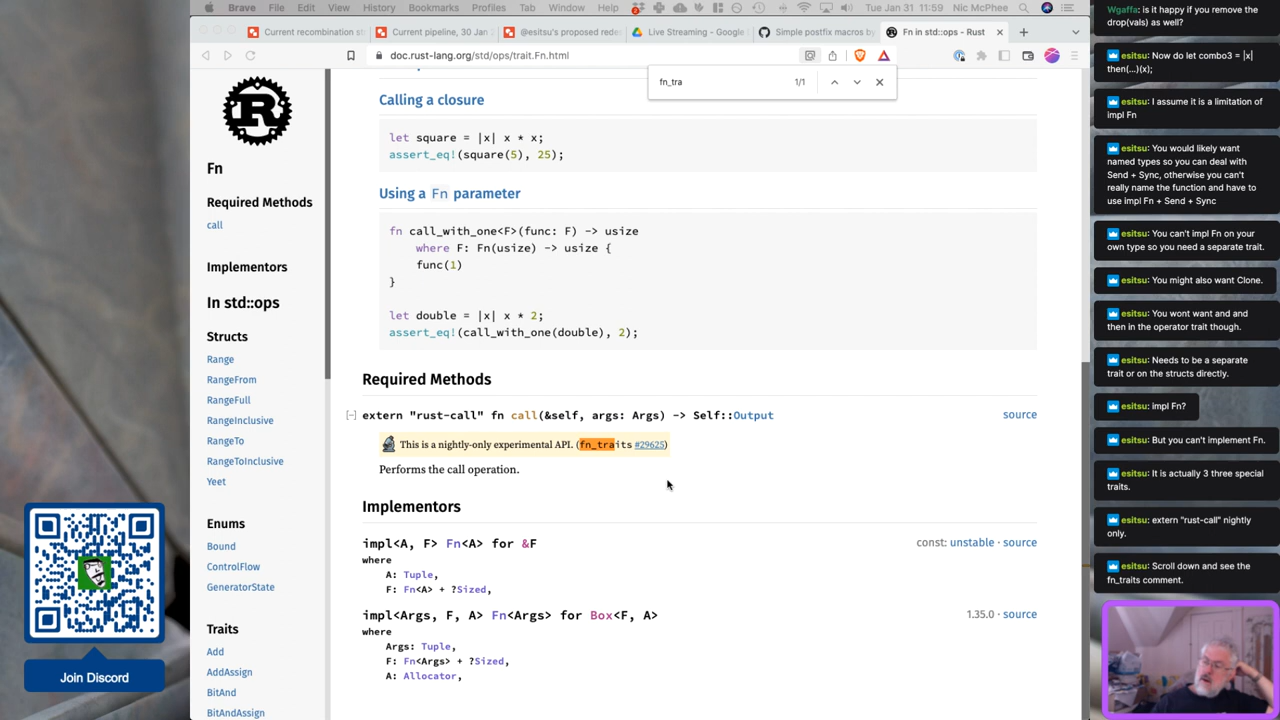 Brave File Edit View History Bookmarks Profiles Tab Window Help
Tue Jan 31 11:59 Nic McPhee
Current recombination st
Current pipeline, 30 Jan 2
@esitsu's proposed rede
Live Streaming - Google
Simple postfix macros by
Fn in std::ops - Rust
doc.rust-lang.org/std/ops/trait.Fn.html
fn_tra 1/1
Fn
Required Methods
call
Implementors
In std::ops
Structs
Range
RangeFrom
RangeFull
RangeInclusive
RangeTo
RangeToInclusive
Yeet
Enums
Bound
ControlFlow
GeneratorState
Traits
Add
AddAssign
BitAnd
BitAndAssign
Calling a closure
let square = |x| x * x;
assert_eq!(square(5), 25);
Using a Fn parameter
fn call_with_one<F>(func: F) -> usize
where F: Fn(usize) -> usize {
func(1)
}
let double = |x| x * 2;
assert_eq!(call_with_one(double), 2);
Required Methods
[−] extern "rust-call" fn call(&self, args: Args) -> Self::Output
source
This is a nightly-only experimental API. (fn_traits #29625)
Performs the call operation.
Implementors
impl<A, F> Fn<A> for &F
const: unstable · source
where
A: Tuple,
F: Fn<A> + ?Sized,
impl<Args, F, A> Fn<Args> for Box<F, A>
1.35.0 · source
where
Args: Tuple,
F: Fn<Args> + ?Sized,
A: Allocator,
Wgaffa: is it happy if you remove the
drop(vals) as well?
esitsu: Now do let combo3 = |x|
then(...)(x);
esitsu: I assume it is a limitation of
impl Fn
esitsu: You would likely want
named types so you can deal with
Send + Sync, otherwise you can't
really name the function and have to
use impl Fn + Send + Sync
esitsu: You can't impl Fn on your
own type so you need a separate trait.
esitsu: You might also want Clone.
esitsu: You wont want and and
then in the operator trait though.
esitsu: Needs to be a separate
trait or on the structs directly.
esitsu: impl Fn?
esitsu: But you can't implement Fn.
esitsu: It is actually 3 three special
traits.
esitsu: extern "rust-call" nightly
only.
esitsu: Scroll down and see the
fn_traits comment.
Join Discord